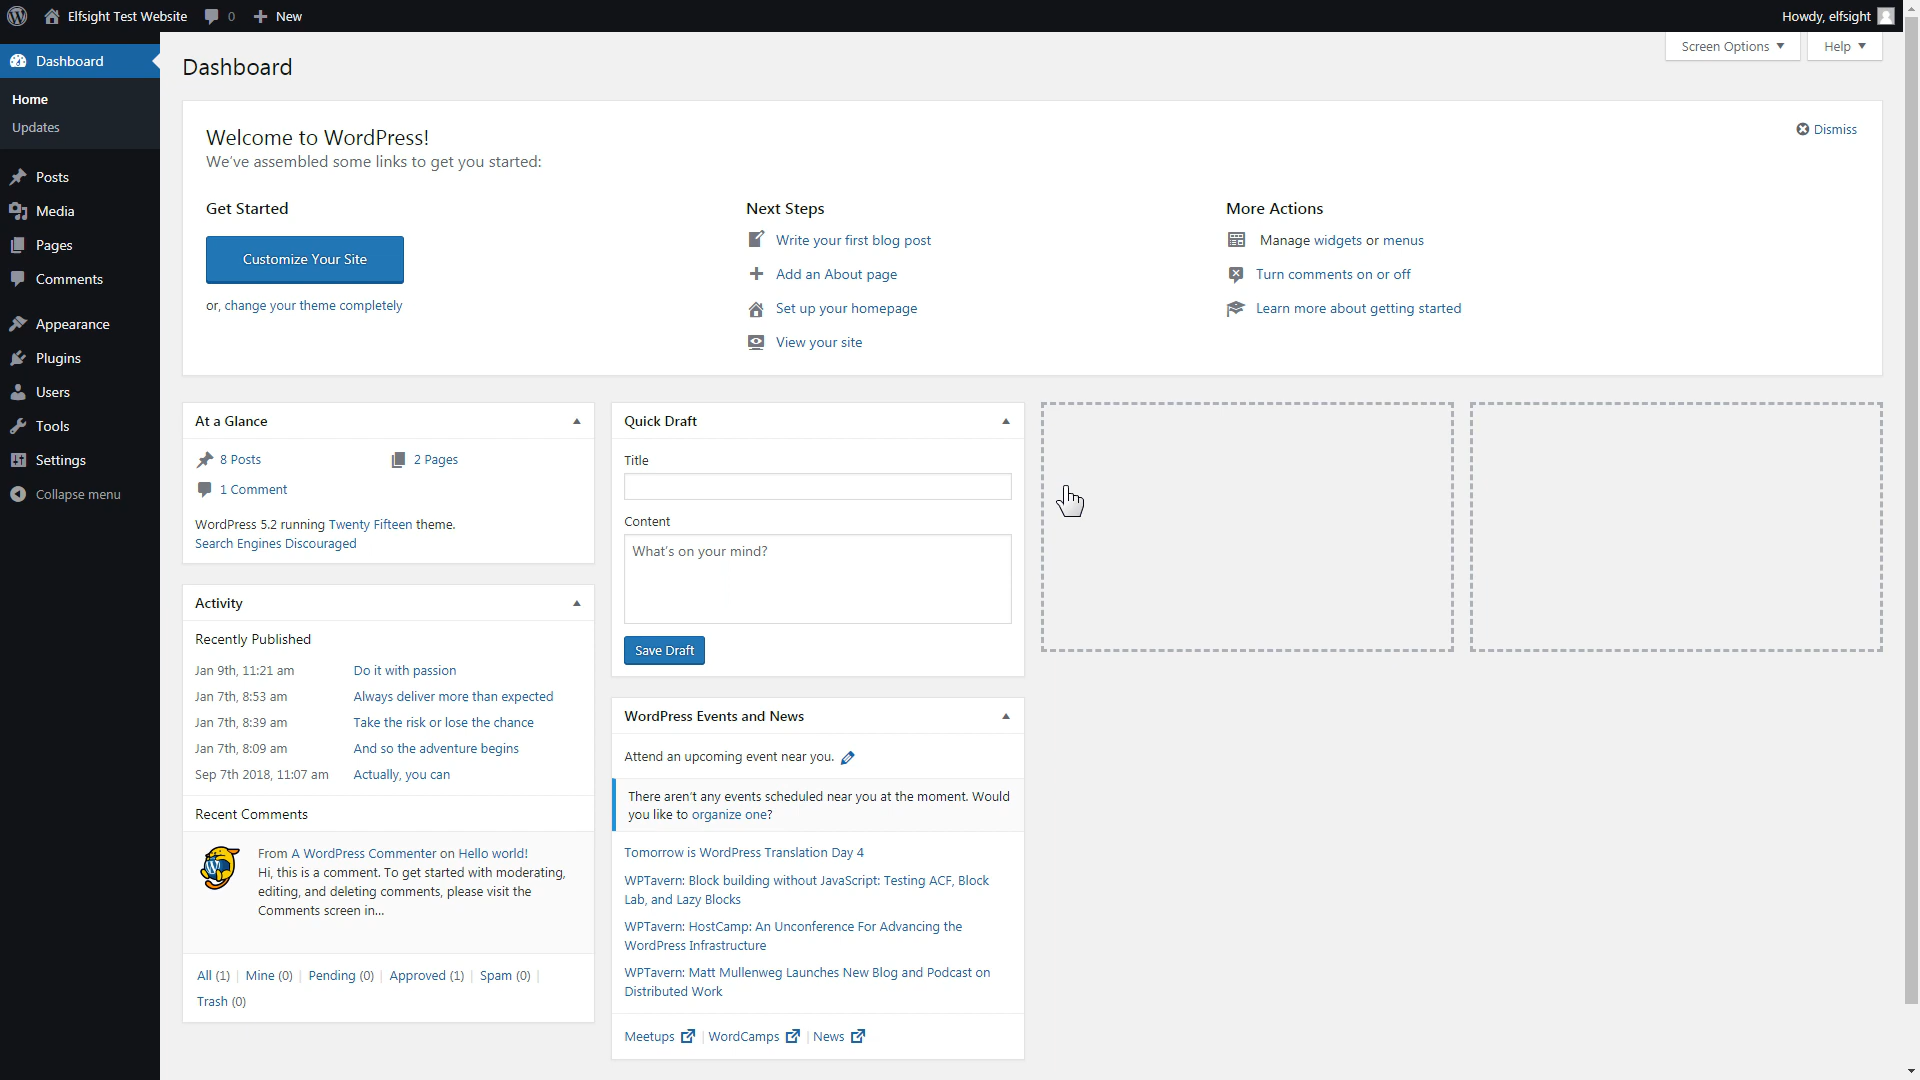 Elfsight Test Website
0
New
Howdy, elfsight
Screen Options
Help
Dashboard
Home
Updates
Posts
Media
Pages
Comments
Appearance
Plugins
Users
Tools
Settings
Collapse menu
Dashboard
Welcome to WordPress!
We've assembled some links to get you started:
Dismiss
Get Started
Customize Your Site
or, change your theme completely
Next Steps
Write your first blog post
Add an About page
Set up your homepage
View your site
More Actions
Manage widgets or menus
Turn comments on or off
Learn more about getting started
At a Glance
8 Posts
2 Pages
1 Comment
WordPress 5.2 running Twenty Fifteen theme.
Search Engines Discouraged
Activity
Recently Published
Jan 9th, 11:21 am Do it with passion
Jan 7th, 8:53 am Always deliver more than expected
Jan 7th, 8:39 am Take the risk or lose the chance
Jan 7th, 8:09 am And so the adventure begins
Sep 7th 2018, 11:07 am Actually, you can
Recent Comments
From A WordPress Commenter on Hello world!
Hi, this is a comment. To get started with moderating,
editing, and deleting comments, please visit the
Comments screen in...
All (1) | Mine (0) | Pending (0) | Approved (1) | Spam (0) |
Trash (0)
Quick Draft
Title
Content
What's on your mind?
Save Draft
WordPress Events and News
Attend an upcoming event near you.
There aren't any events scheduled near you at the moment. Would
you like to organize one?
Tomorrow is WordPress Translation Day 4
WPTavern: Block building without JavaScript: Testing ACF, Block
Lab, and Lazy Blocks
WPTavern: HostCamp: An Unconference For Advancing the
WordPress Infrastructure
WPTavern: Matt Mullenweg Launches New Blog and Podcast on
Distributed Work
Meetups | WordCamps | News